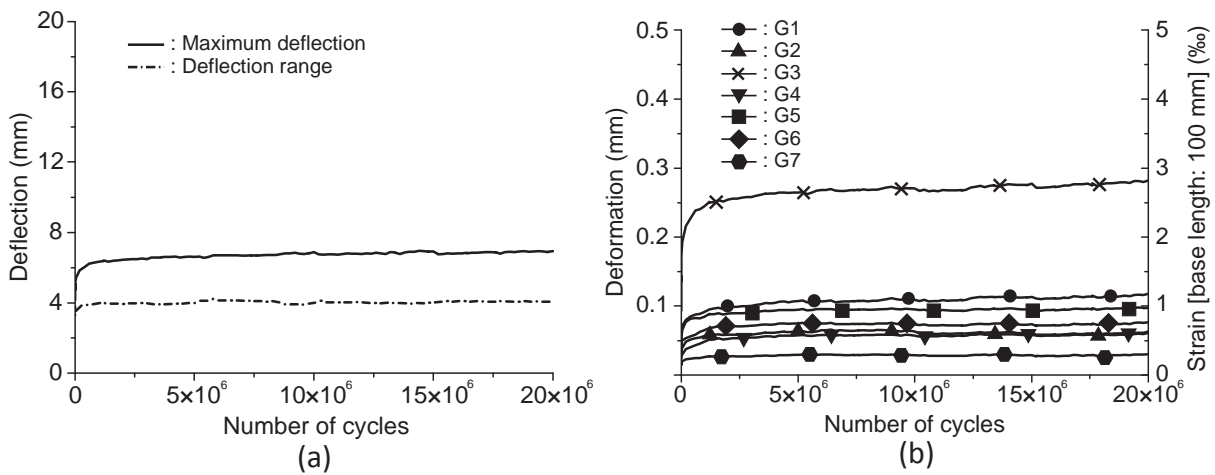 20
16
12
8
4
0
Deflection (mm)
: Maximum deflection
: Deflection range
0
5×10⁶
10×10⁶
15×10⁶
20×10⁶
Number of cycles
(a)
0.5
0.4
0.3
0.2
0.1
Deformation (mm)
: G1
: G2
: G3
: G4
: G5
: G6
: G7
5
4
3
2
1
0
Strain [base length: 100 mm] (‰)
0
5×10⁶
10×10⁶
15×10⁶
20×10⁶
Number of cycles
(b)